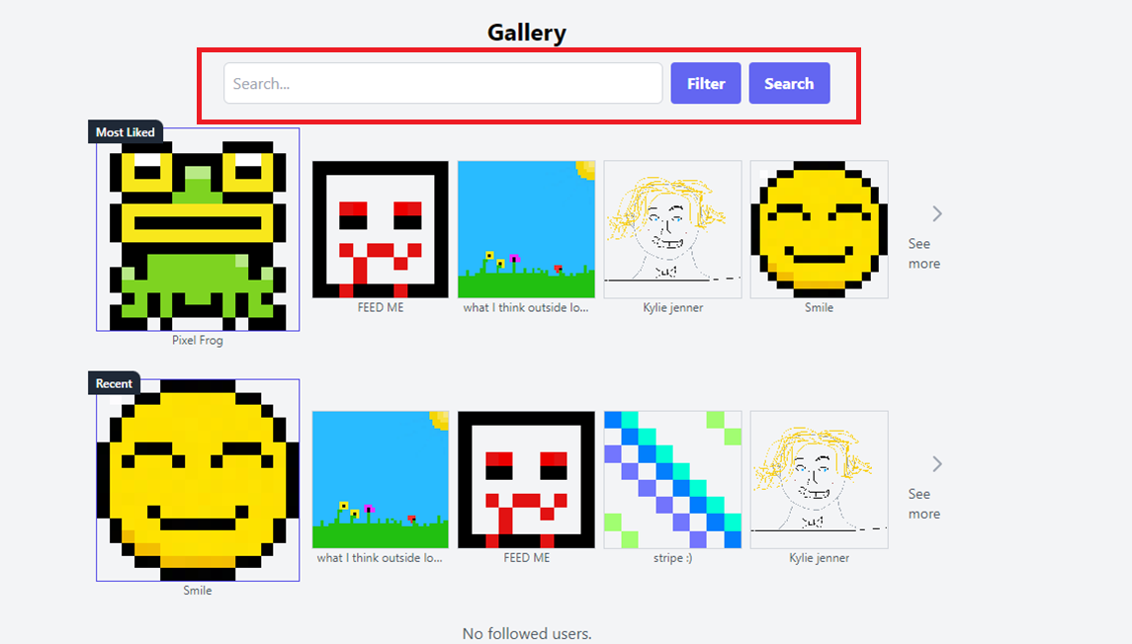 Gallery
Search...
Filter
Search
Most Liked
Pixel Frog
FEED ME
what I think outside lo...
Kylie jenner
Smile
See
more
Recent
Smile
what I think outside lo...
FEED ME
stripe :)
Kylie jenner
See
more
No followed users.